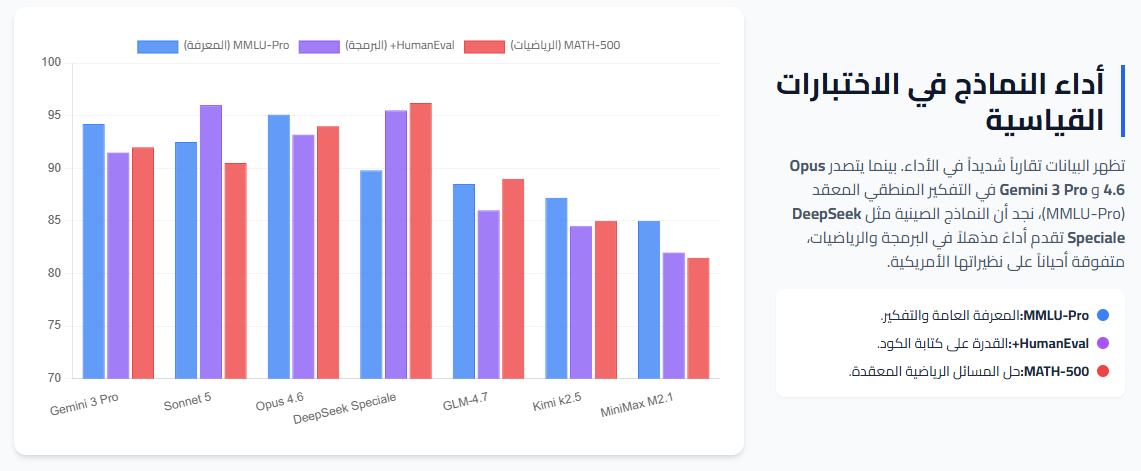 أداء النماذج في الاختبارات
القياسية
تظهر البيانات تقارباً شديداً في الأداء. بينما يتصدر Opus
4.6 و Gemini 3 Pro في التفكير المنطقي المعقد
(MMLU-Pro)، نجد أن النماذج الصينية مثل DeepSeek
Speciale تقدم أداءً مذهلاً في البرمجة والرياضيات،
متفوقة أحياناً على نظيراتها الأمريكية.
MMLU-Pro:المعرفة العامة والتفكير.
HumanEval+:القدرة على كتابة الكود.
MATH-500:حل المسائل الرياضية المعقدة.
MMLU-Pro (المعرفة) HumanEval+ (البرمجة) MATH-500 (الرياضيات)
100
95
90
85
80
75
70
Gemini 3 Pro
Sonnet 5
Opus 4.6
DeepSeek Speciale
GLM-4.7
Kimi k2.5
MiniMax M2.1